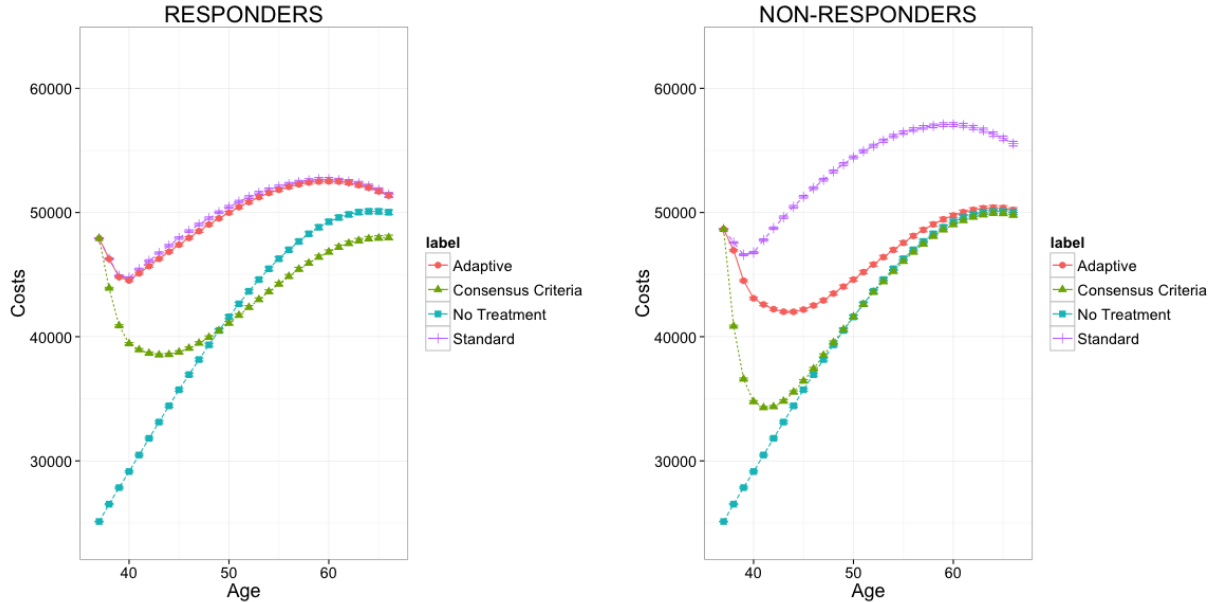 RESPONDERS
60000
50000
40000
30000
Costs
40
50
60
Age
label
Adaptive
Consensus Criteria
No Treatment
Standard
NON-RESPONDERS
60000
50000
40000
30000
Costs
40
50
60
Age
label
Adaptive
Consensus Criteria
No Treatment
Standard